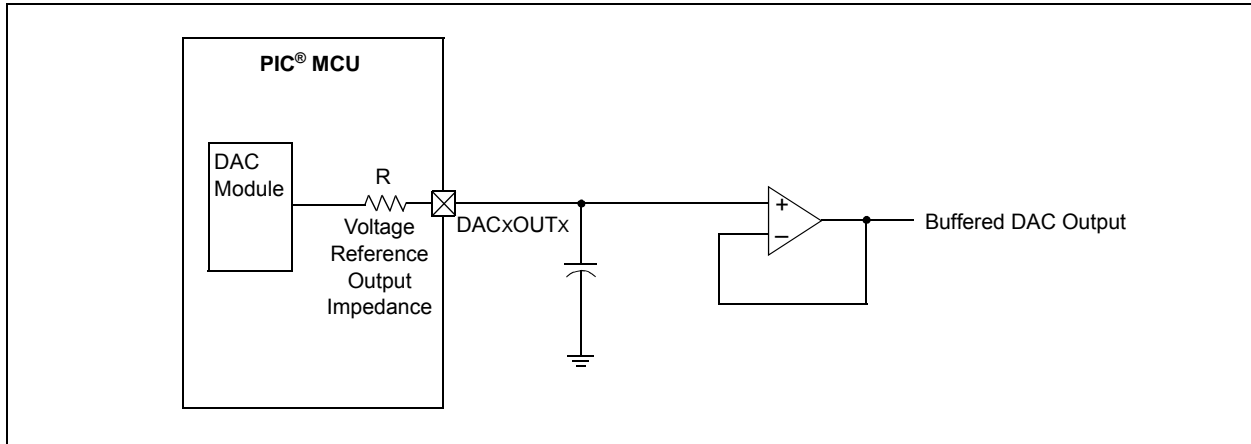 PIC® MCU
DAC
Module
R
Voltage
Reference
Output
Impedance
DACXOUTX
+
–
Buffered DAC Output